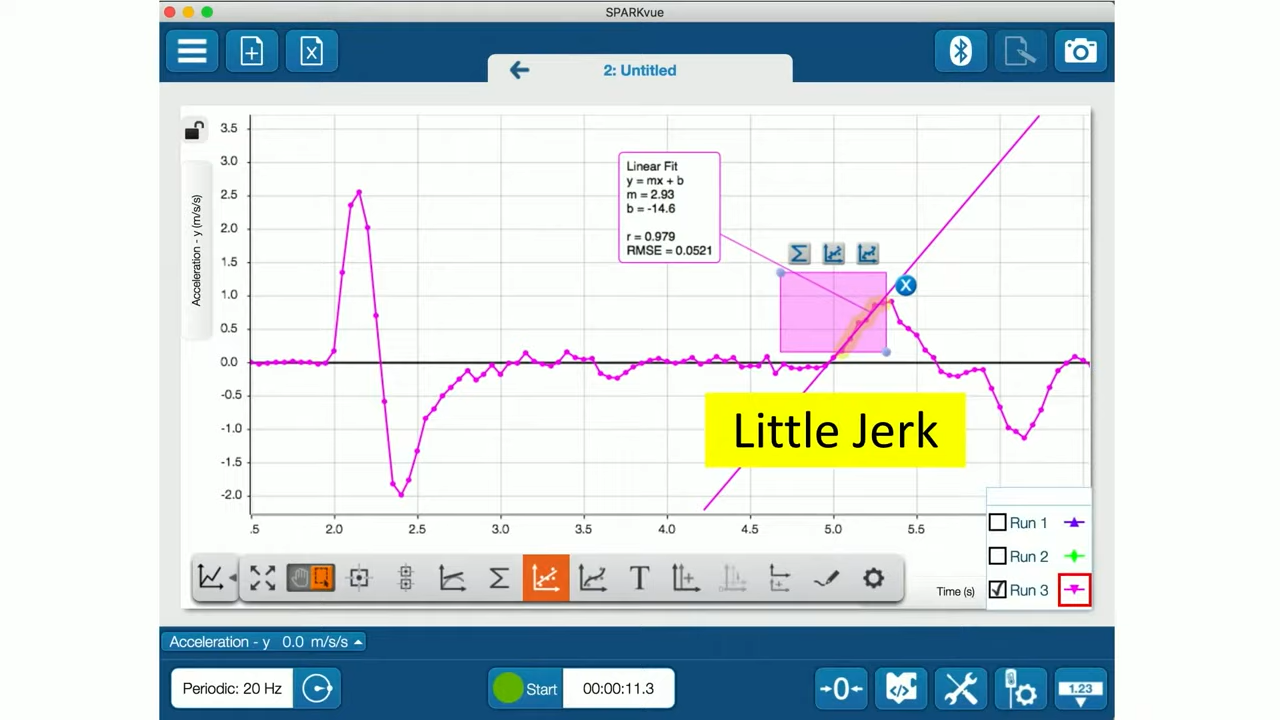 SPARKvue
2: Untitled
3.5
3.0
2.5
2.0
1.5
1.0
0.5
0.0
-0.5
-1.0
-1.5
-2.0
Acceleration - y (m/s/s)
Linear Fit
y = mx + b
m = 2.93
b = -14.6
r = 0.979
RMSE = 0.0521
X
Little Jerk
.5 2.0 2.5 3.0 3.5 4.0 4.5 5.0 5.5
Run 1
Run 2
Run 3
Time (s)
Acceleration - y 0.0 m/s/s
Periodic: 20 Hz
Start
00:00:11.3
0
1.23